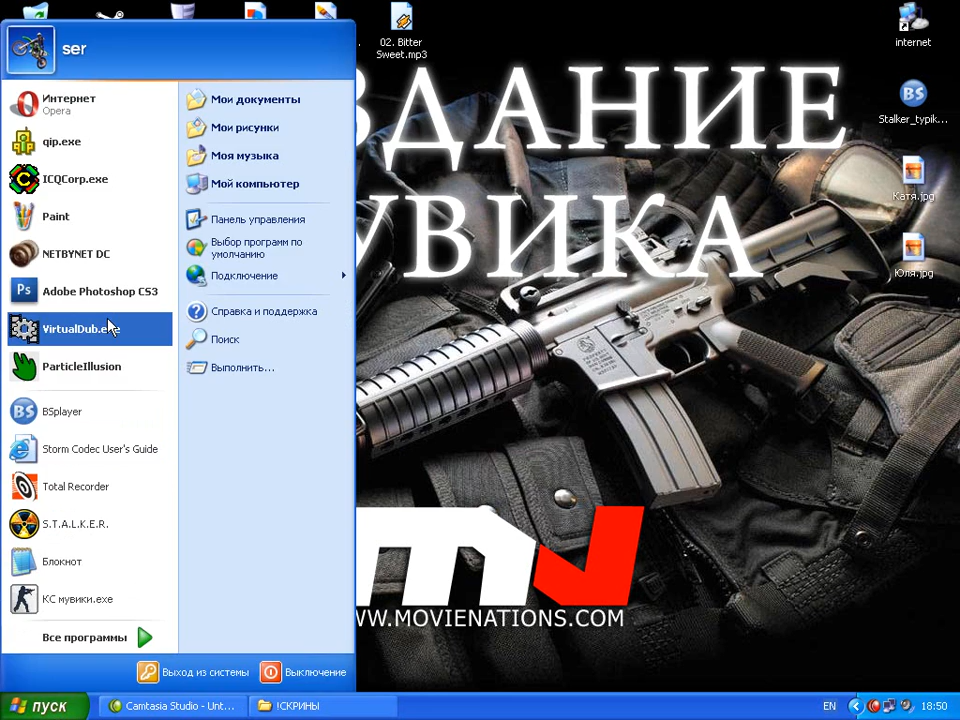 ser
Интернет
Opera
qip.exe
ICQCorp.exe
Paint
NETBYNET DC
Adobe Photoshop CS3
VirtualDub.exe
ParticleIllusion
BSplayer
Storm Codec User's Guide
Total Recorder
S.T.A.L.K.E.R.
Блокнот
КС мувики.exe
Все программы
Мои документы
Мои рисунки
Моя музыка
Мой компьютер
Панель управления
Выбор программ по
умолчанию
Подключение
Справка и поддержка
Поиск
Выполнить...
Выход из системы
Выключение
02. Bitter
Sweet.mp3
internet
Stalker_typik...
Катя.jpg
Юля.jpg
ЗДАНИЕ
УВИКА
WW.MOVIENATIONS.COM
пуск
Camtasia Studio - Unt...
!СКРИНЫ
EN
18:50